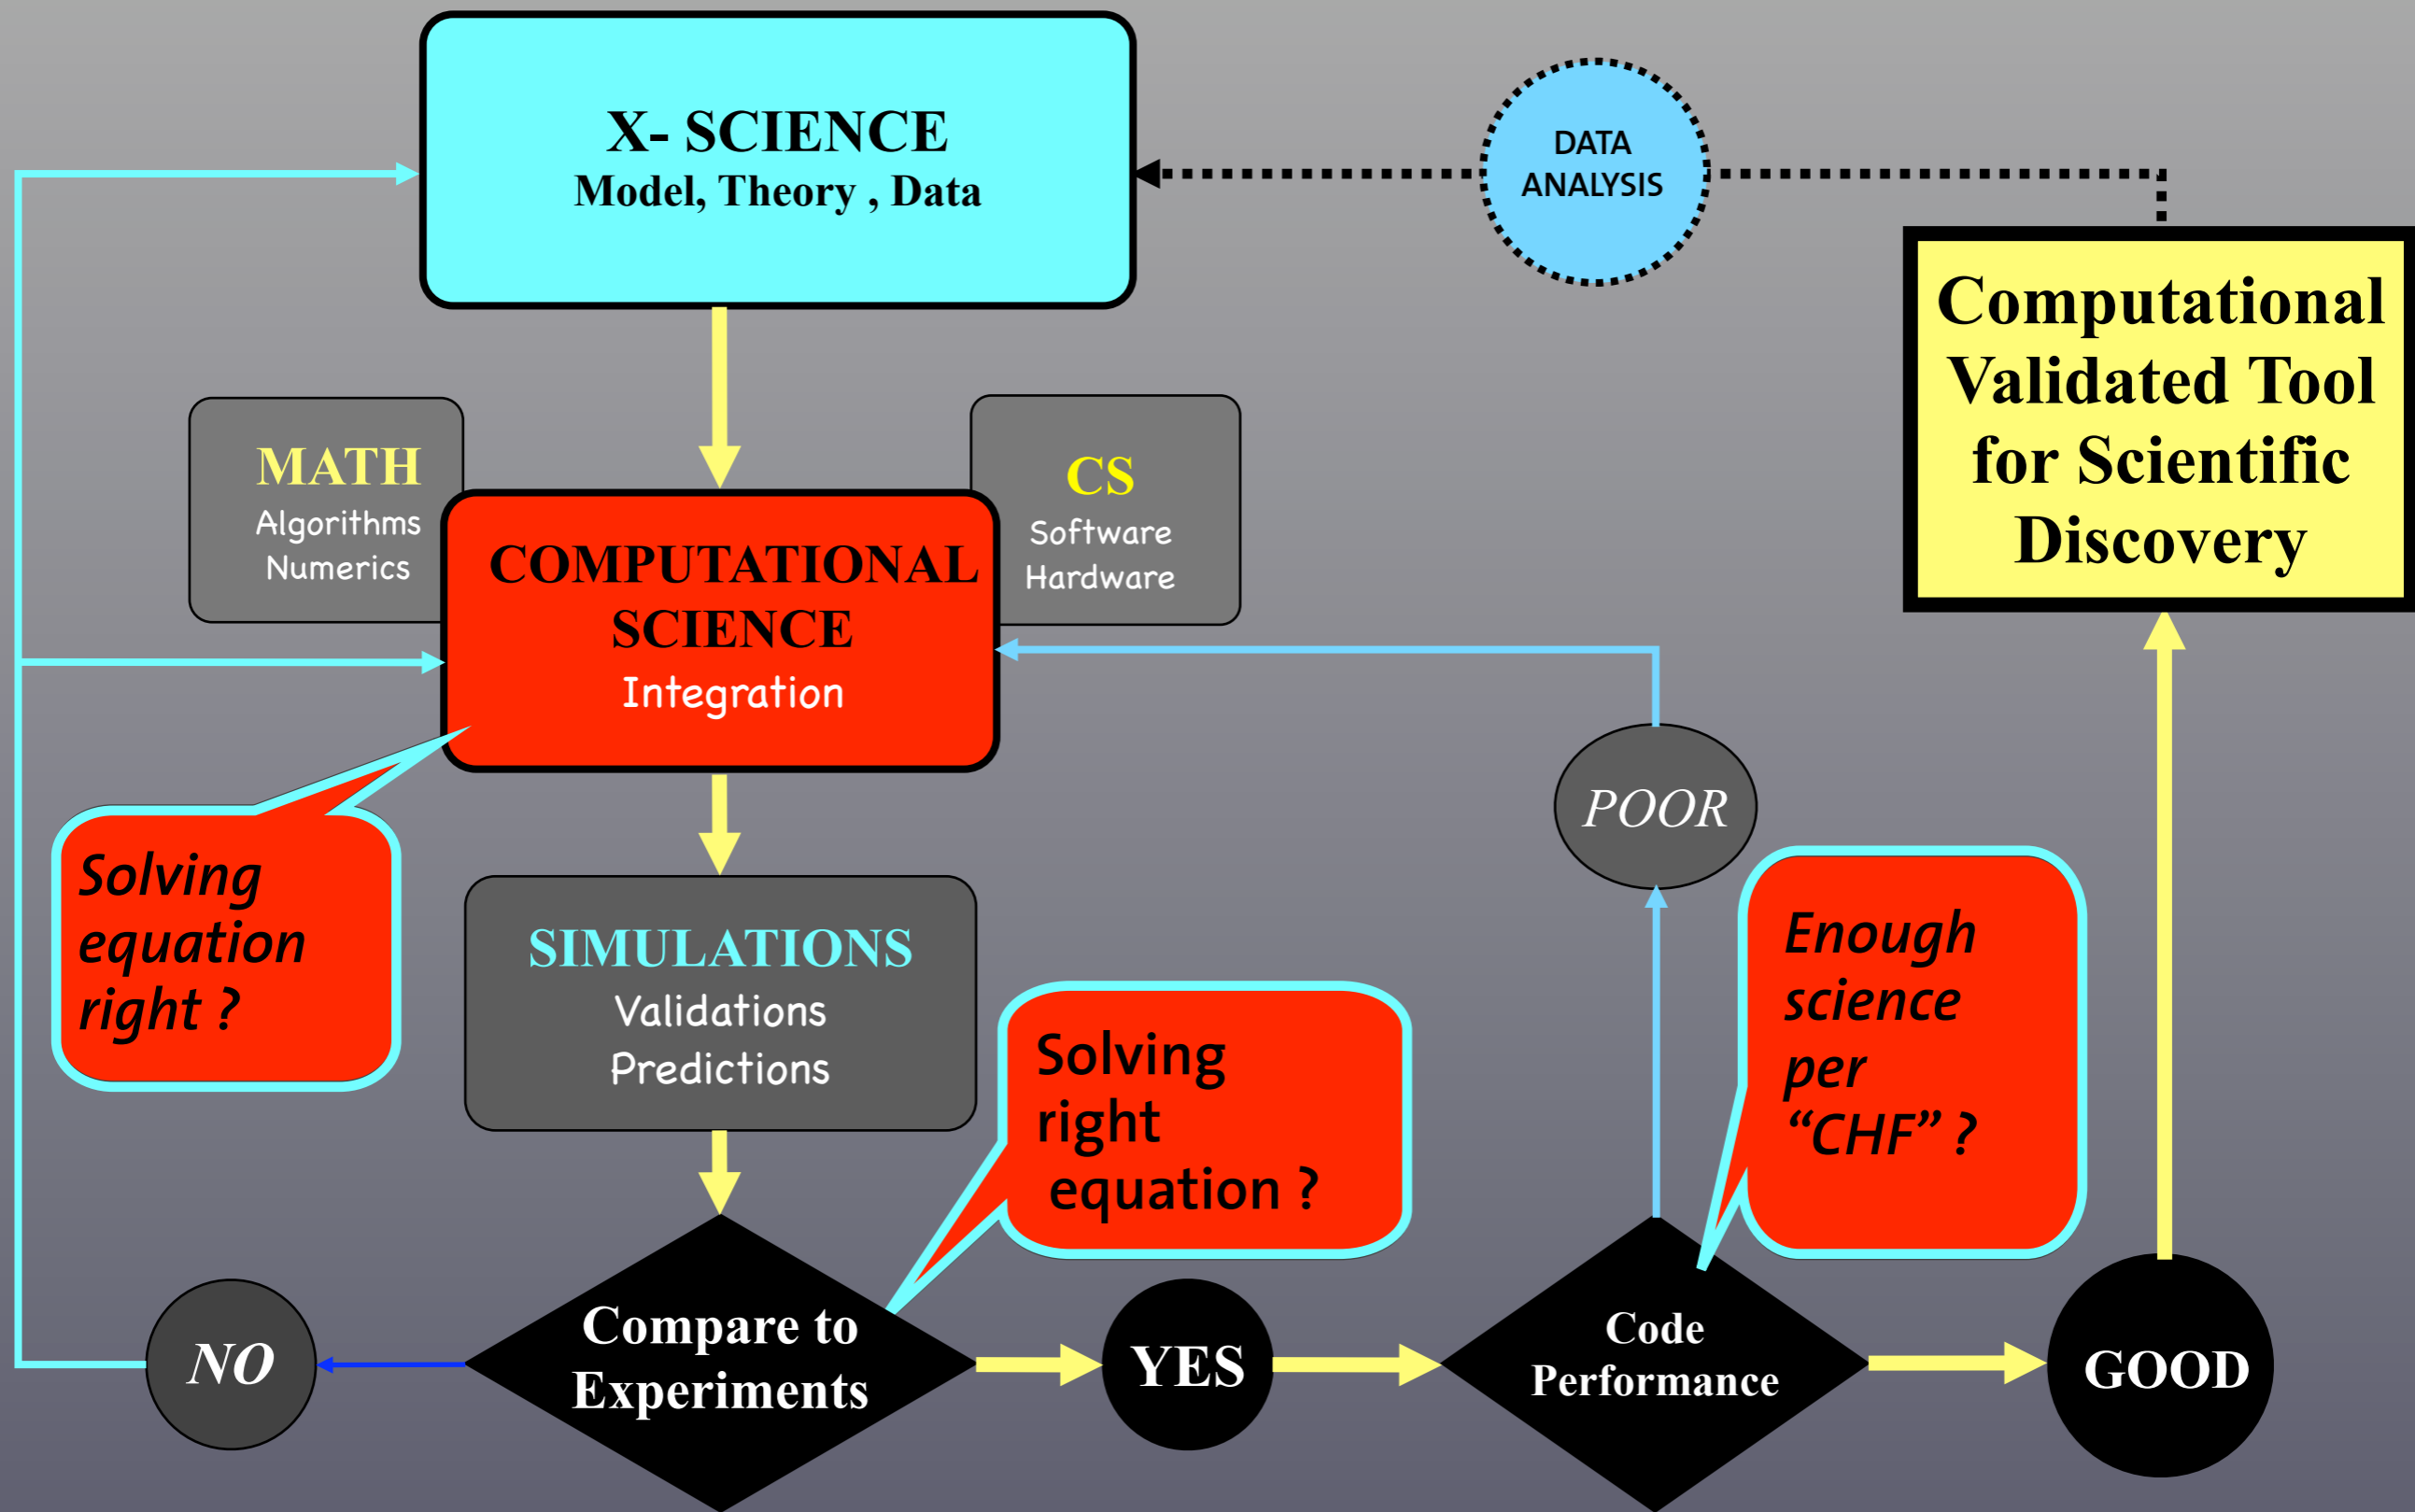 X- SCIENCE
Model, Theory , Data
DATA
ANALYSIS
Computational
Validated Tool
for Scientific
Discovery
MATH
Algorithms
Numerics
CS
Software
Hardware
COMPUTATIONAL
SCIENCE
Integration
POOR
Solving
equation
right ?
SIMULATIONS
Validations
Predictions
Solving
right
equation ?
Enough
science
per
“CHF” ?
NO
Compare to
Experiments
YES
Code
Performance
GOOD